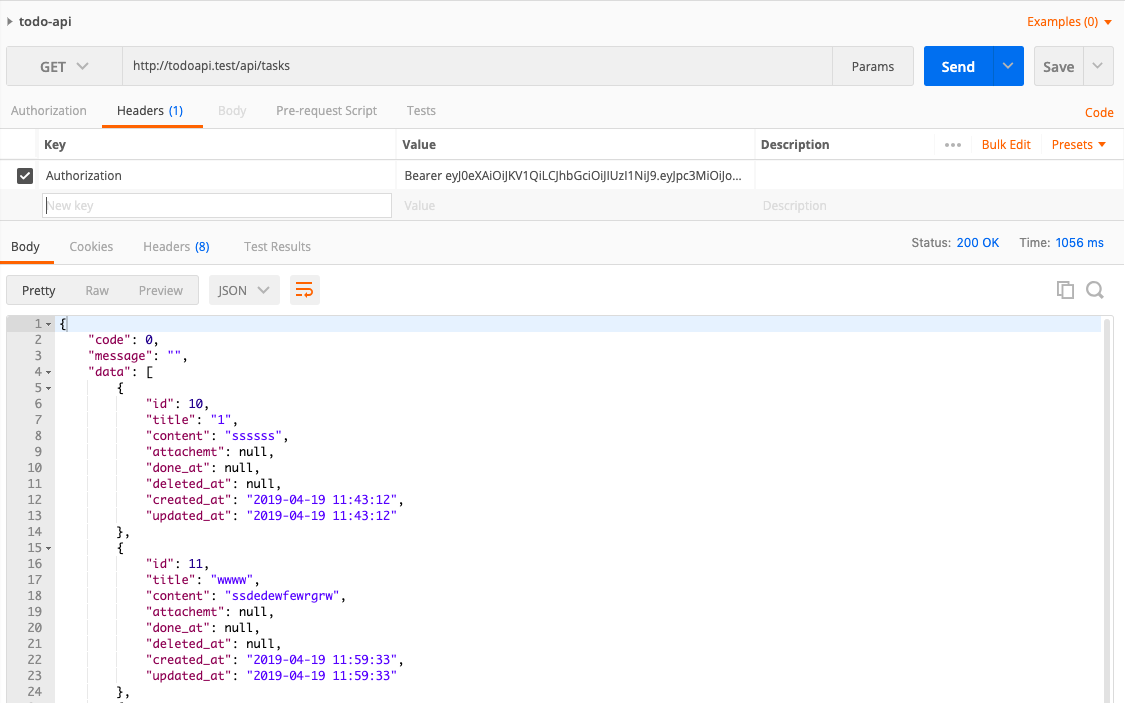 todo-api Examples (0)
GET http://todoapi.test/api/tasks Params Send Save
Authorization Headers (1) Body Pre-request Script Tests Code
Key Value Description ••• Bulk Edit Presets
Authorization Bearer eyJ0eXAiOiJKV1QiLCJhbGciOiJIUzI1NiJ9.eyJpc3MiOiJo...
New key Value Description
Body Cookies Headers (8) Test Results Status: 200 OK Time: 1056 ms
Pretty Raw Preview JSON
1 {
2 "code": 0,
3 "message": "",
4 "data": [
5 {
6 "id": 10,
7 "title": "1",
8 "content": "ssssss",
9 "attachemt": null,
10 "done_at": null,
11 "deleted_at": null,
12 "created_at": "2019-04-19 11:43:12",
13 "updated_at": "2019-04-19 11:43:12"
14 },
15 {
16 "id": 11,
17 "title": "wwww",
18 "content": "ssdedewfewrgrw",
19 "attachemt": null,
20 "done_at": null,
21 "deleted_at": null,
22 "created_at": "2019-04-19 11:59:33",
23 "updated_at": "2019-04-19 11:59:33"
24 },